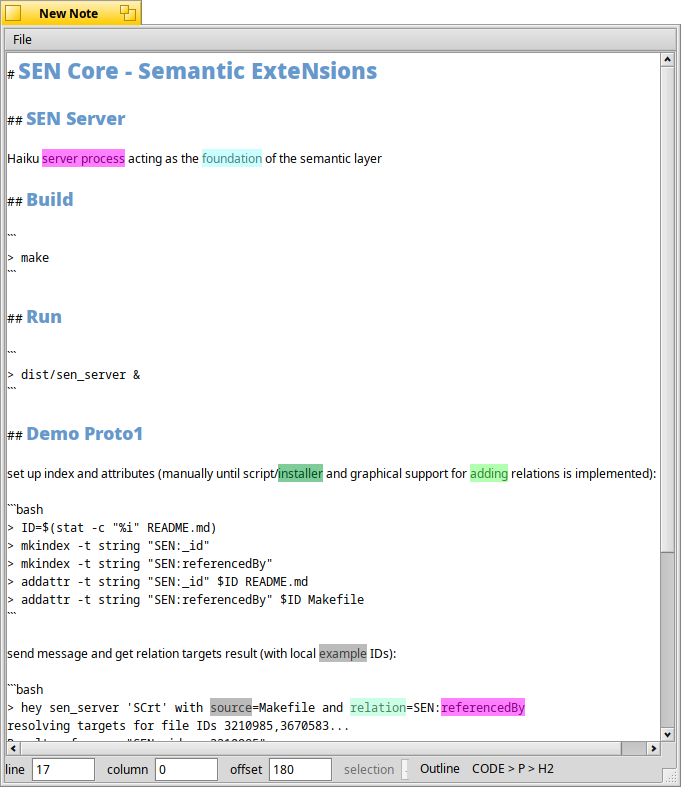 New Note
File
# SEN Core - Semantic ExteNsions
## SEN Server
Haiku server process acting as the foundation of the semantic layer
## Build
```
> make
```
## Run
```
> dist/sen_server &
```
## Demo Proto1
set up index and attributes (manually until script/installer and graphical support for adding relations is implemented):
```bash
> ID=$(stat -c "%i" README.md)
> mkindex -t string "SEN:_id"
> mkindex -t string "SEN:referencedBy"
> addattr -t string "SEN:_id" $ID README.md
> addattr -t string "SEN:referencedBy" $ID Makefile
```
send message and get relation targets result (with local example IDs):
```bash
> hey sen_server 'SCrt' with source=Makefile and relation=SEN:referencedBy
resolving targets for file IDs 3210985,3670583...
line 17 column 0 offset 180 selection - Outline CODE > P > H2